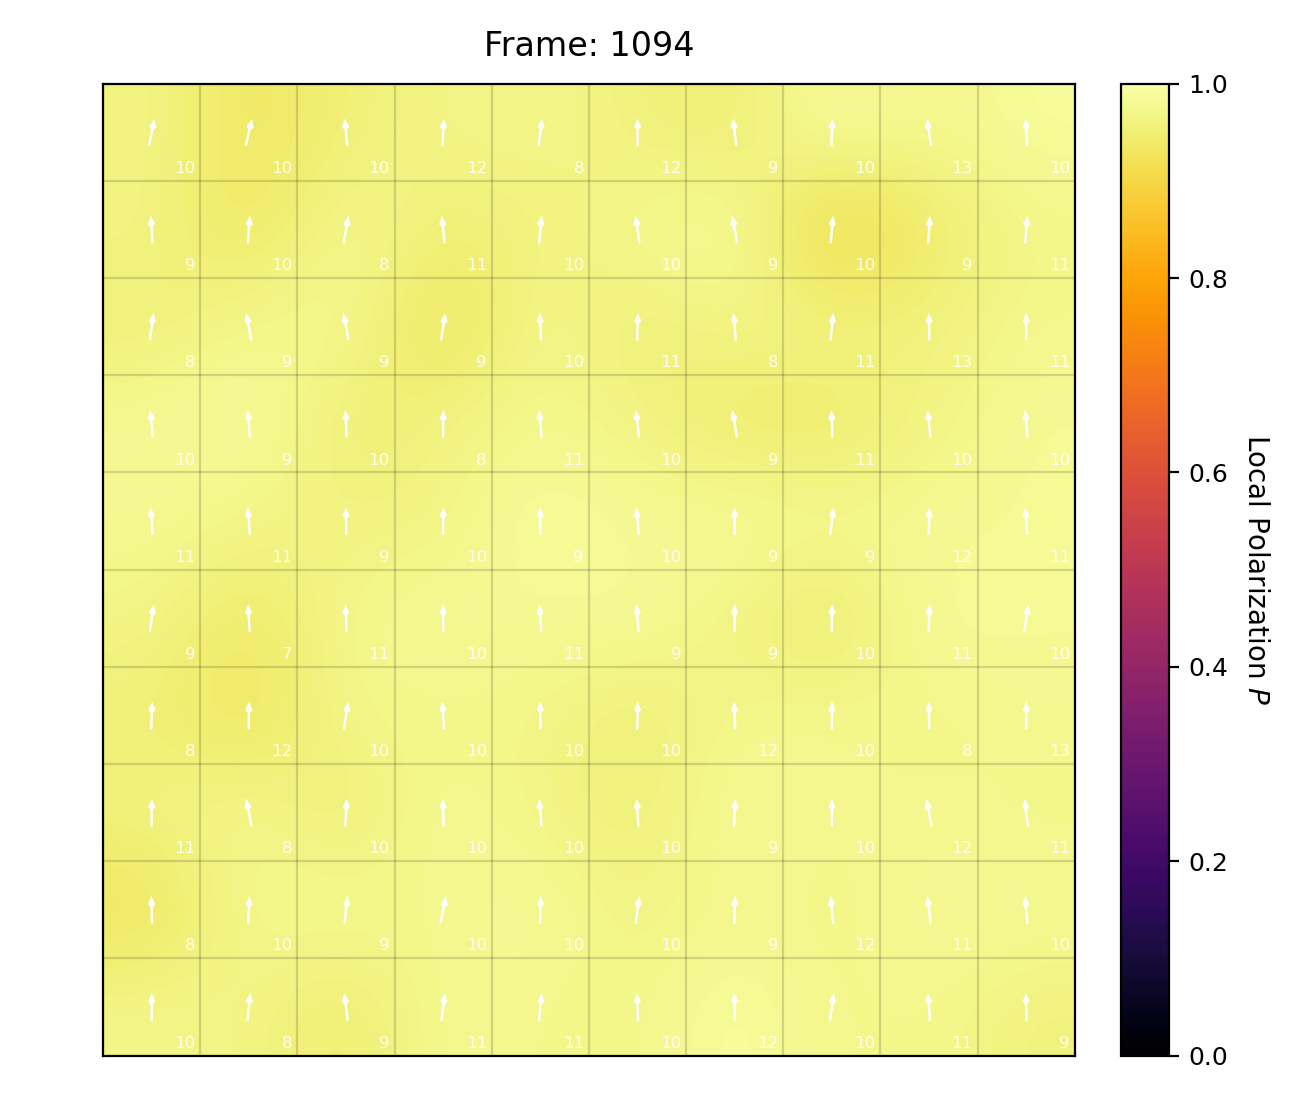 Frame: 1094
10 10 10 12 8 12 9 10 13 10
9 10 8 11 10 10 9 10 9 11
8 9 9 9 10 11 8 11 13 11
10 9 10 8 11 10 9 11 10 10
11 11 9 10 9 10 9 9 12 11
9 7 11 10 11 9 9 10 11 10
8 12 10 10 10 10 12 10 8 13
11 8 10 10 10 10 9 10 12 11
8 10 9 10 10 10 9 12 11 10
10 8 9 11 11 10 12 10 11 9
1.0
0.8
0.6
0.4
0.2
0.0
Local Polarization P